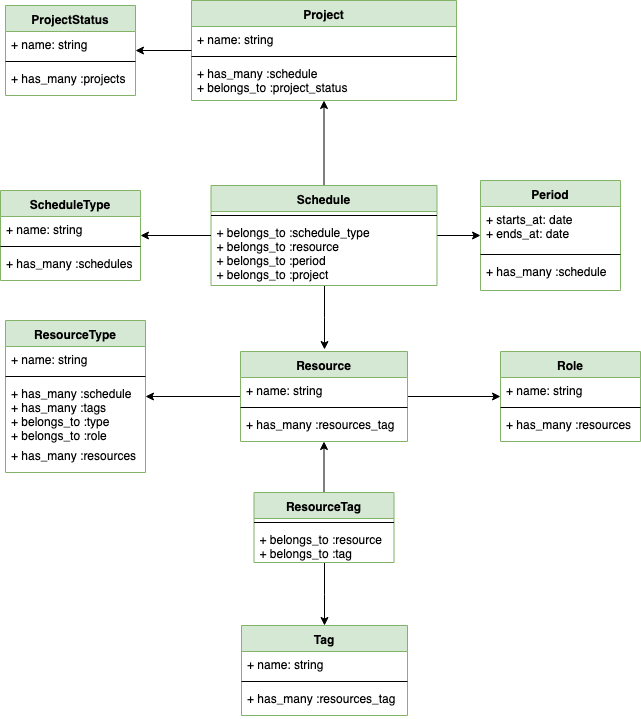 ProjectStatus
+ name: string
+ has_many :projects
Project
+ name: string
+ has_many :schedule
+ belongs_to :project_status
ScheduleType
+ name: string
+ has_many :schedules
Schedule
+ belongs_to :schedule_type
+ belongs_to :resource
+ belongs_to :period
+ belongs_to :project
Period
+ starts_at: date
+ ends_at: date
+ has_many :schedule
ResourceType
+ name: string
+ has_many :schedule
+ has_many :tags
+ belongs_to :type
+ belongs_to :role
+ has_many :resources
Resource
+ name: string
+ has_many :resources_tag
Role
+ name: string
+ has_many :resources
ResourceTag
+ belongs_to :resource
+ belongs_to :tag
Tag
+ name: string
+ has_many :resources_tag